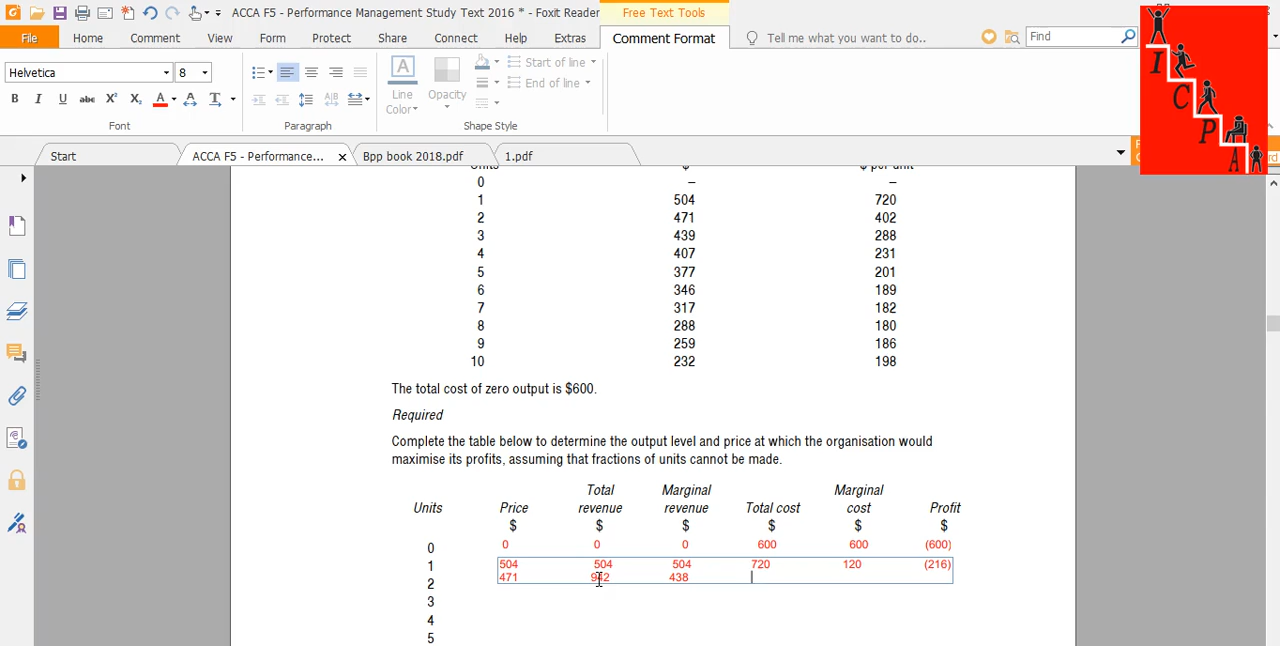 ACCA F5 - Performance Management Study Text 2016 * - Foxit Reader
Free Text Tools
File Home Comment View Form Protect Share Connect Help Extras Comment Format Tell me what you want to do.. Find
Helvetica 8
Start of line
End of line
B I U abc X² X₂ A A T
Line Color
Opacity
Font Paragraph Shape Style
Start ACCA F5 - Performance... Bpp book 2018.pdf 1.pdf
I C P A
Units $ $ per unit
0 – –
1 504 720
2 471 402
3 439 288
4 407 231
5 377 201
6 346 189
7 317 182
8 288 180
9 259 186
10 232 198
The total cost of zero output is $600.
Required
Complete the table below to determine the output level and price at which the organisation would
maximise its profits, assuming that fractions of units cannot be made.
Total Marginal Marginal
Units Price revenue revenue Total cost cost Profit
$ $ $ $ $ $
0 0 0 0 600 600 (600)
1 504 504 504 720 120 (216)
2 471 942 438
3
4
5